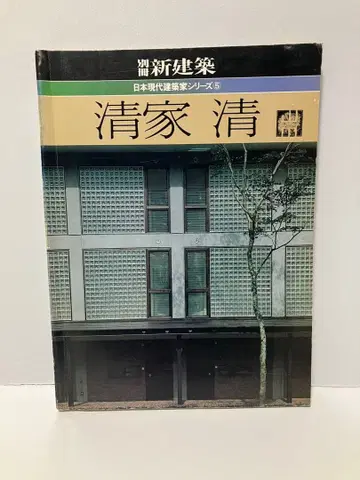 別冊 新建築
日本現代建築家シリーズ⑤
清家 清